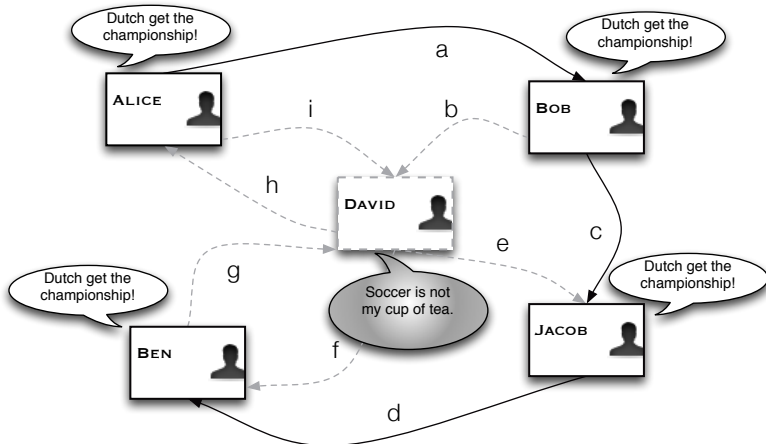 Dutch get the
championship!
a
Dutch get the
championship!
ALICE
BOB
i
b
h
DAVID
c
e
g
Dutch get the
championship!
Dutch get the
championship!
Soccer is not
my cup of tea.
JACOB
BEN
f
d